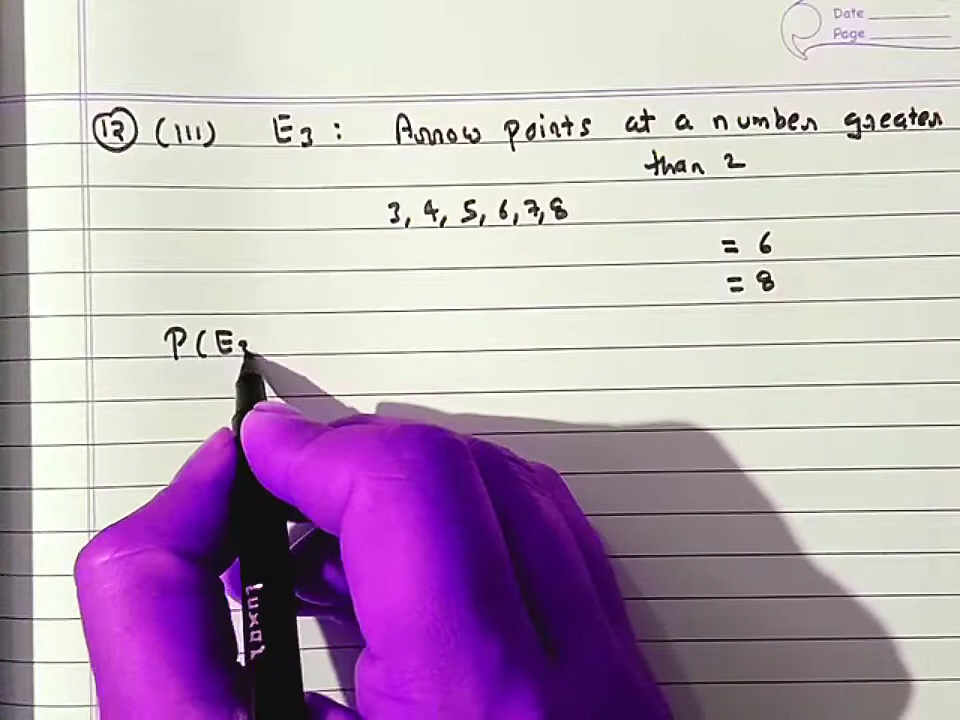 Date
Page
12 (III) E3 : Arrow points at a number greater
than 2
3, 4, 5, 6, 7, 8
= 6
= 8
P(E3
Luxor